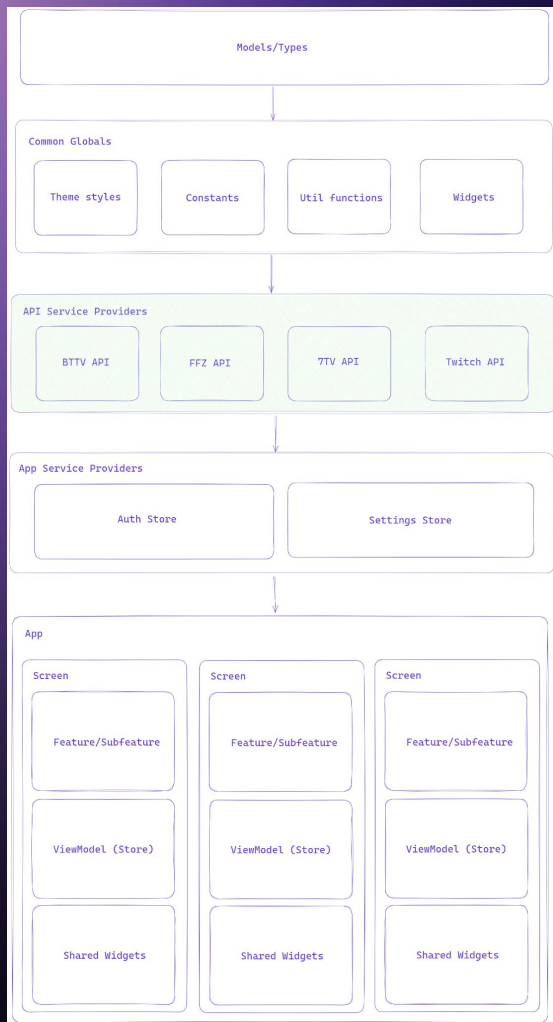 Models/Types
Common Globals
Theme styles
Constants
Util functions
Widgets
API Service Providers
BTTV API
FFZ API
7TV API
Twitch API
App Service Providers
Auth Store
Settings Store
App
Screen
Screen
Screen
Feature/Subfeature
Feature/Subfeature
Feature/Subfeature
ViewModel (Store)
ViewModel (Store)
ViewModel (Store)
Shared Widgets
Shared Widgets
Shared Widgets